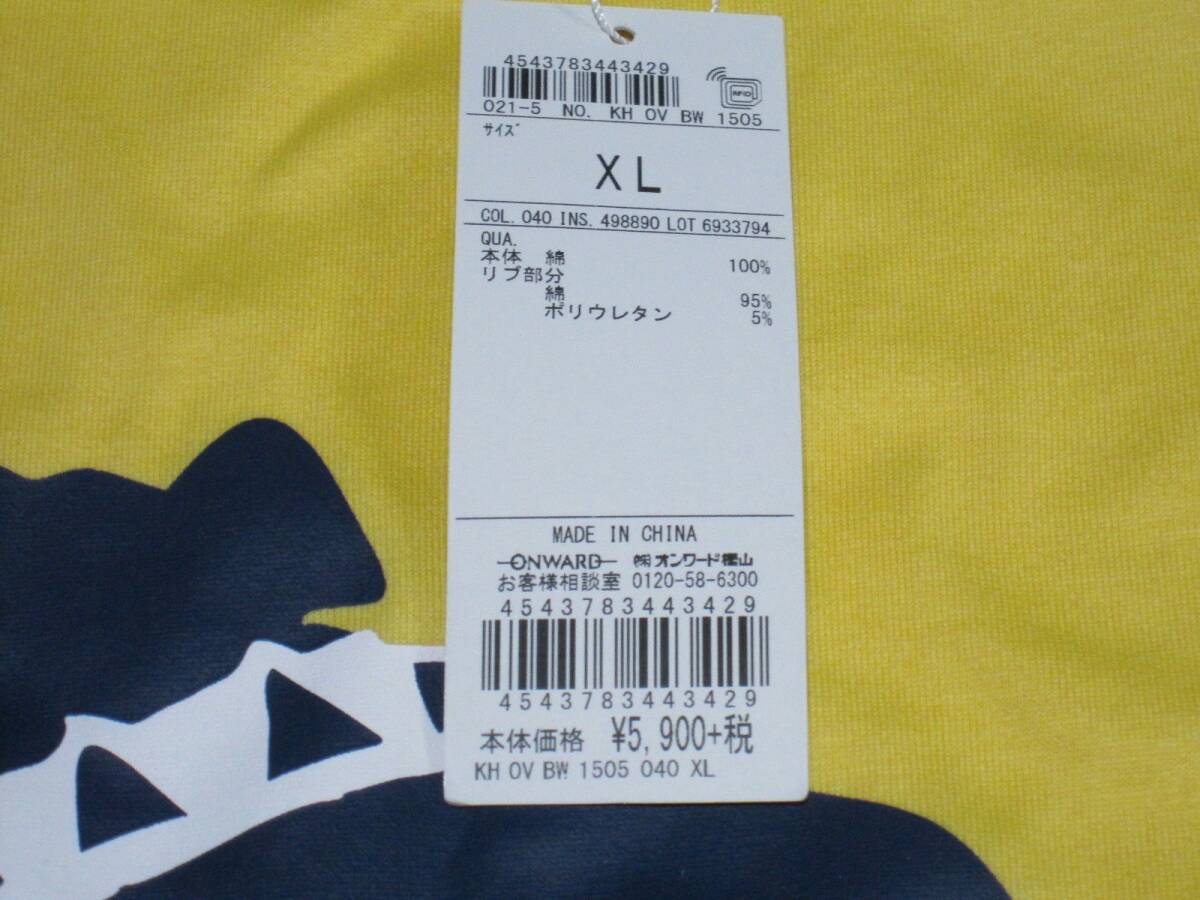 4543783443429
RFID
021-5 NO. KH OV BW 1505
サイズ
XL
COL. 040 INS. 498890 LOT 6933794
QUA.
本体 綿 100%
リブ部分
綿 95%
ポリウレタン 5%
MADE IN CHINA
ONWARD ㈱オンワード樫山
お客様相談室 0120-58-6300
4543783443429
4543783443429
本体価格 ¥5,900+税
KH OV BW 1505 040 XL